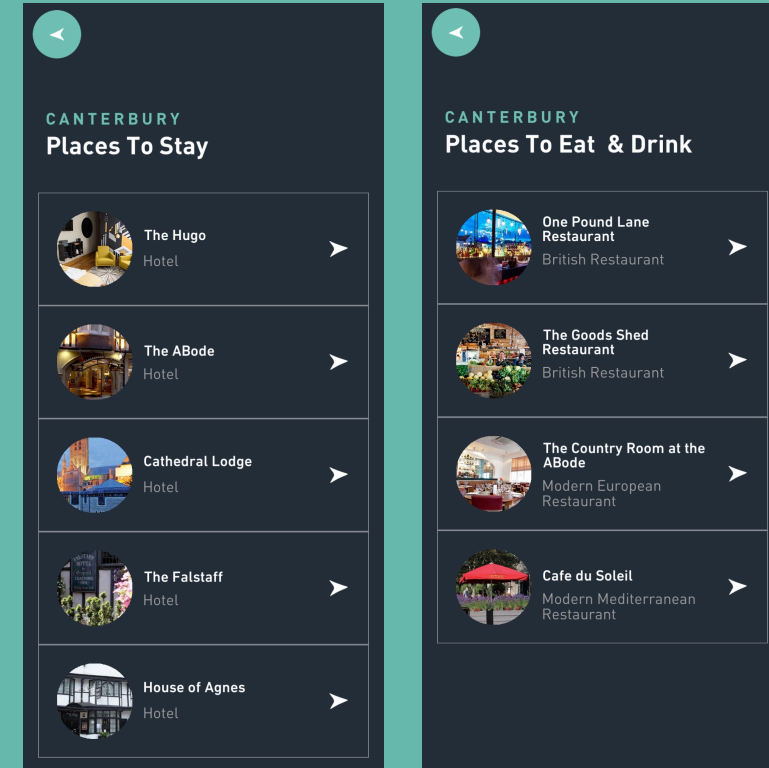 CANTERBURY
Places To Stay
The Hugo
Hotel
The ABode
Hotel
Cathedral Lodge
Hotel
The Falstaff
Hotel
House of Agnes
Hotel
CANTERBURY
Places To Eat & Drink
One Pound Lane
Restaurant
British Restaurant
The Goods Shed
Restaurant
British Restaurant
The Country Room at the
ABode
Modern European
Restaurant
Cafe du Soleil
Modern Mediterranean
Restaurant